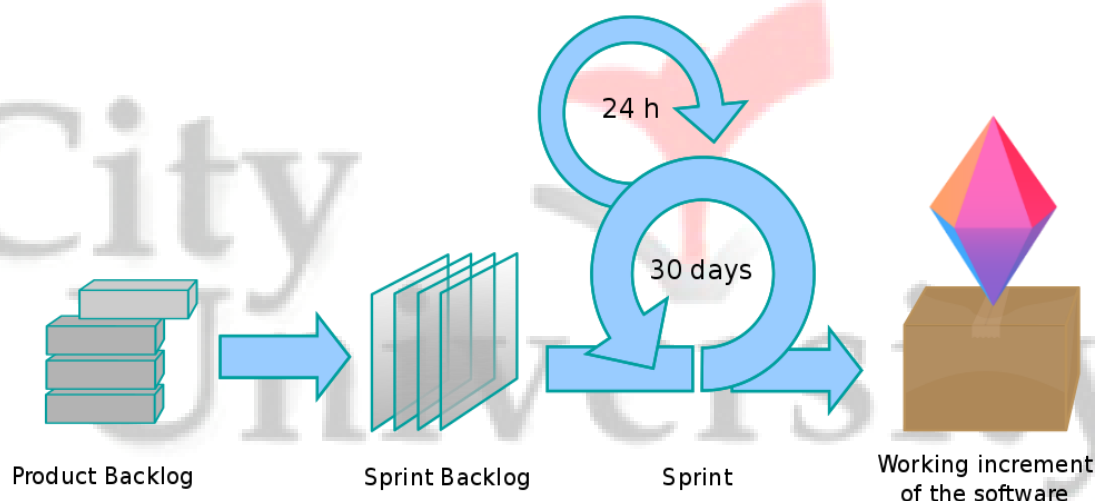 City
University
24 h
30 days
Product Backlog
Sprint Backlog
Sprint
Working increment
of the software